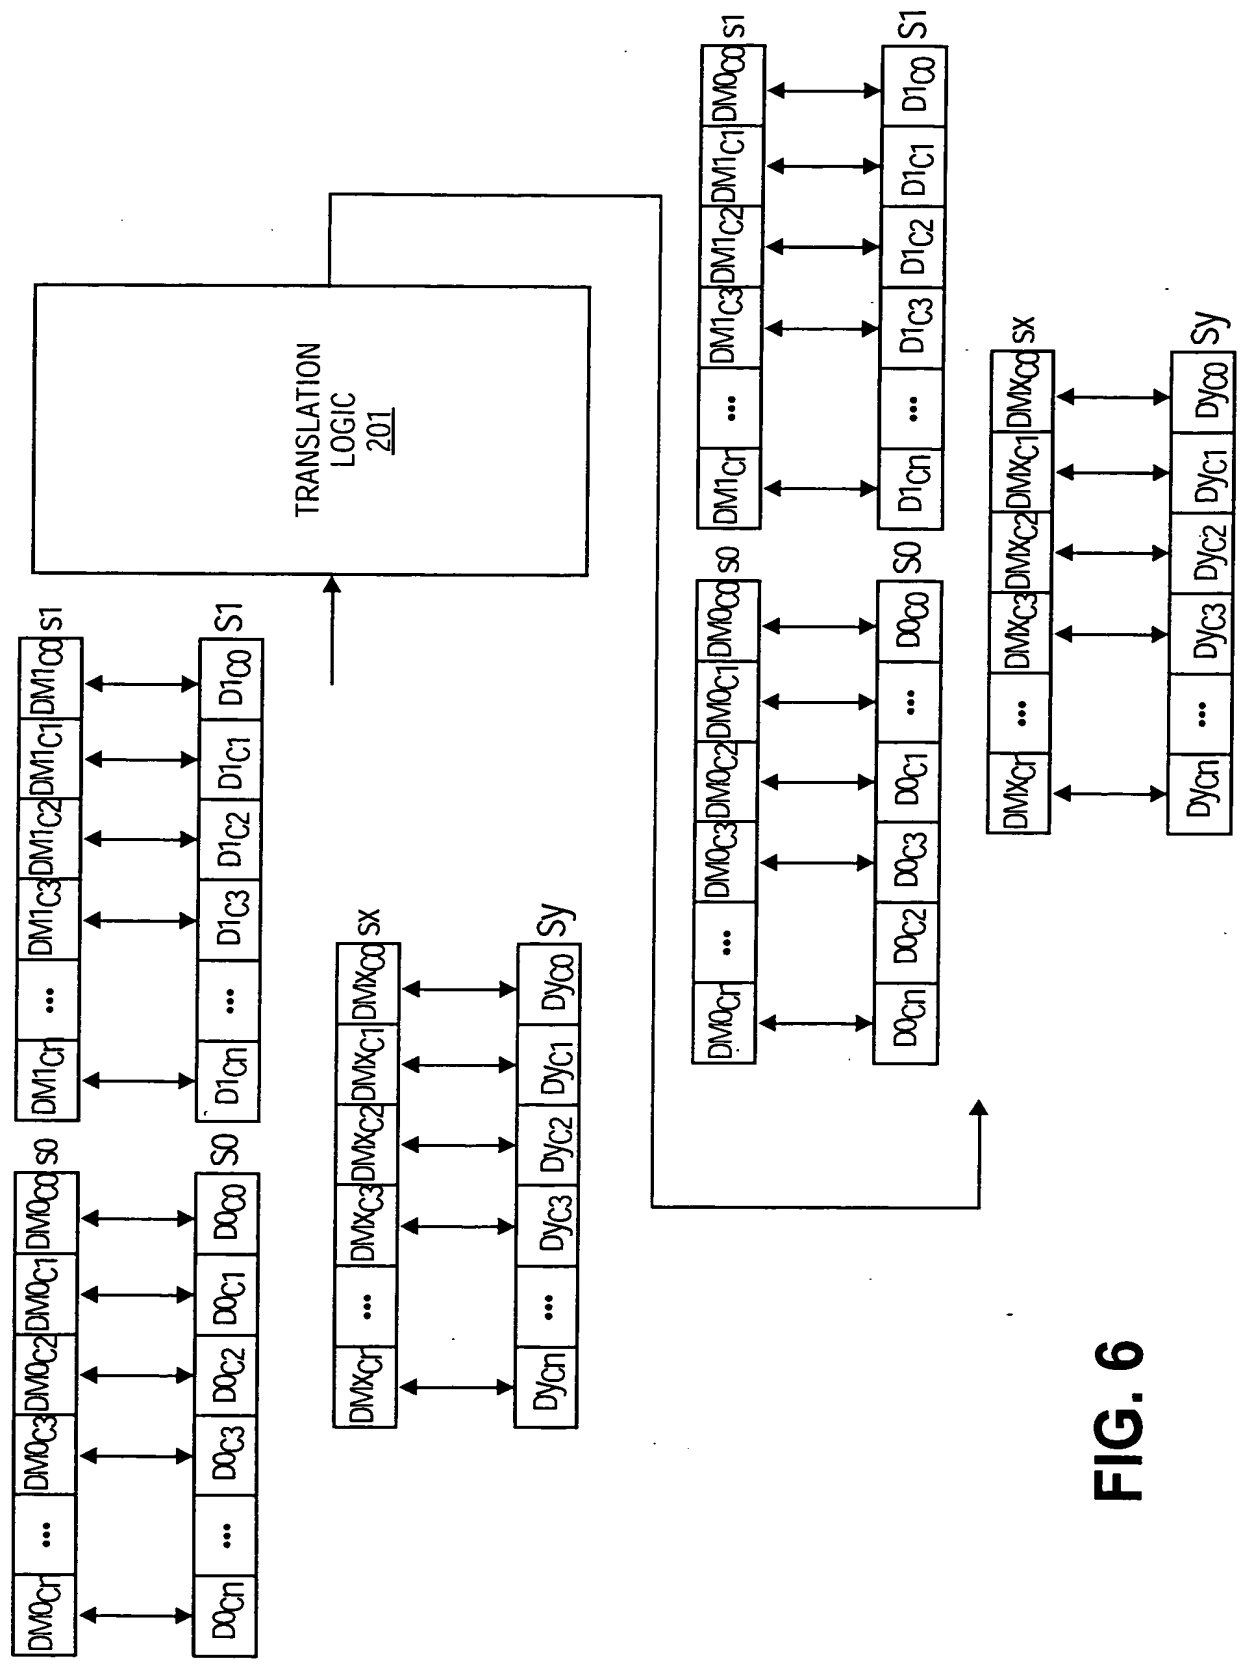 DM0cn ... DM0c3 DM0c2 DM0c1 DM0c0 s0
DM1cn ... DM1c3 DM1c2 DM1c1 DM1c0 s1
D0cn ... D0c3 D0c2 D0c1 D0c0 S0
D1cn ... D1c3 D1c2 D1c1 D1c0 S1
TRANSLATION
LOGIC
201
DMXcn ... DMXc3 DMXc2 DMXc1 DMXc0 sx
Dycn ... Dyc3 Dyc2 Dyc1 Dyc0 Sy
DM0cn ... DM0c3 DM0c2 DM0c1 DM0c0 s0
DM1cn ... DM1c3 DM1c2 DM1c1 DM0c0 s1
D0cn D0c2 D0c3 D0c1 ... D0c0 S0
D1cn ... D1c3 D1c2 D1c1 D1c0 S1
DMXcn ... DMXc3 DMXc2 DMXc1 DMXc0 sx
Dycn ... Dyc3 Dyc2 Dyc1 Dyc0 Sy
FIG. 6